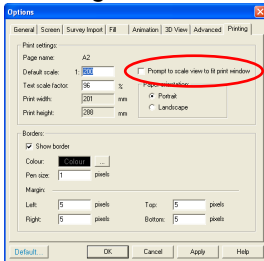 Options
General Screen Survey Import Fill Animation 3D View Advanced Printing
Print settings:
Page name: A2
Default scale: 1: 200 Prompt to scale view to fit print window
Text scale factor: 96 % Paper orientation:
Print width: 201 mm Portrait
Print height: 288 mm Landscape
Borders:
Show border
Colour: Colour ...
Pen size: 1 pixels
Margin:
Left: 5 pixels Top: 5 pixels
Right: 5 pixels Bottom: 5 pixels
Default... OK Cancel Apply Help